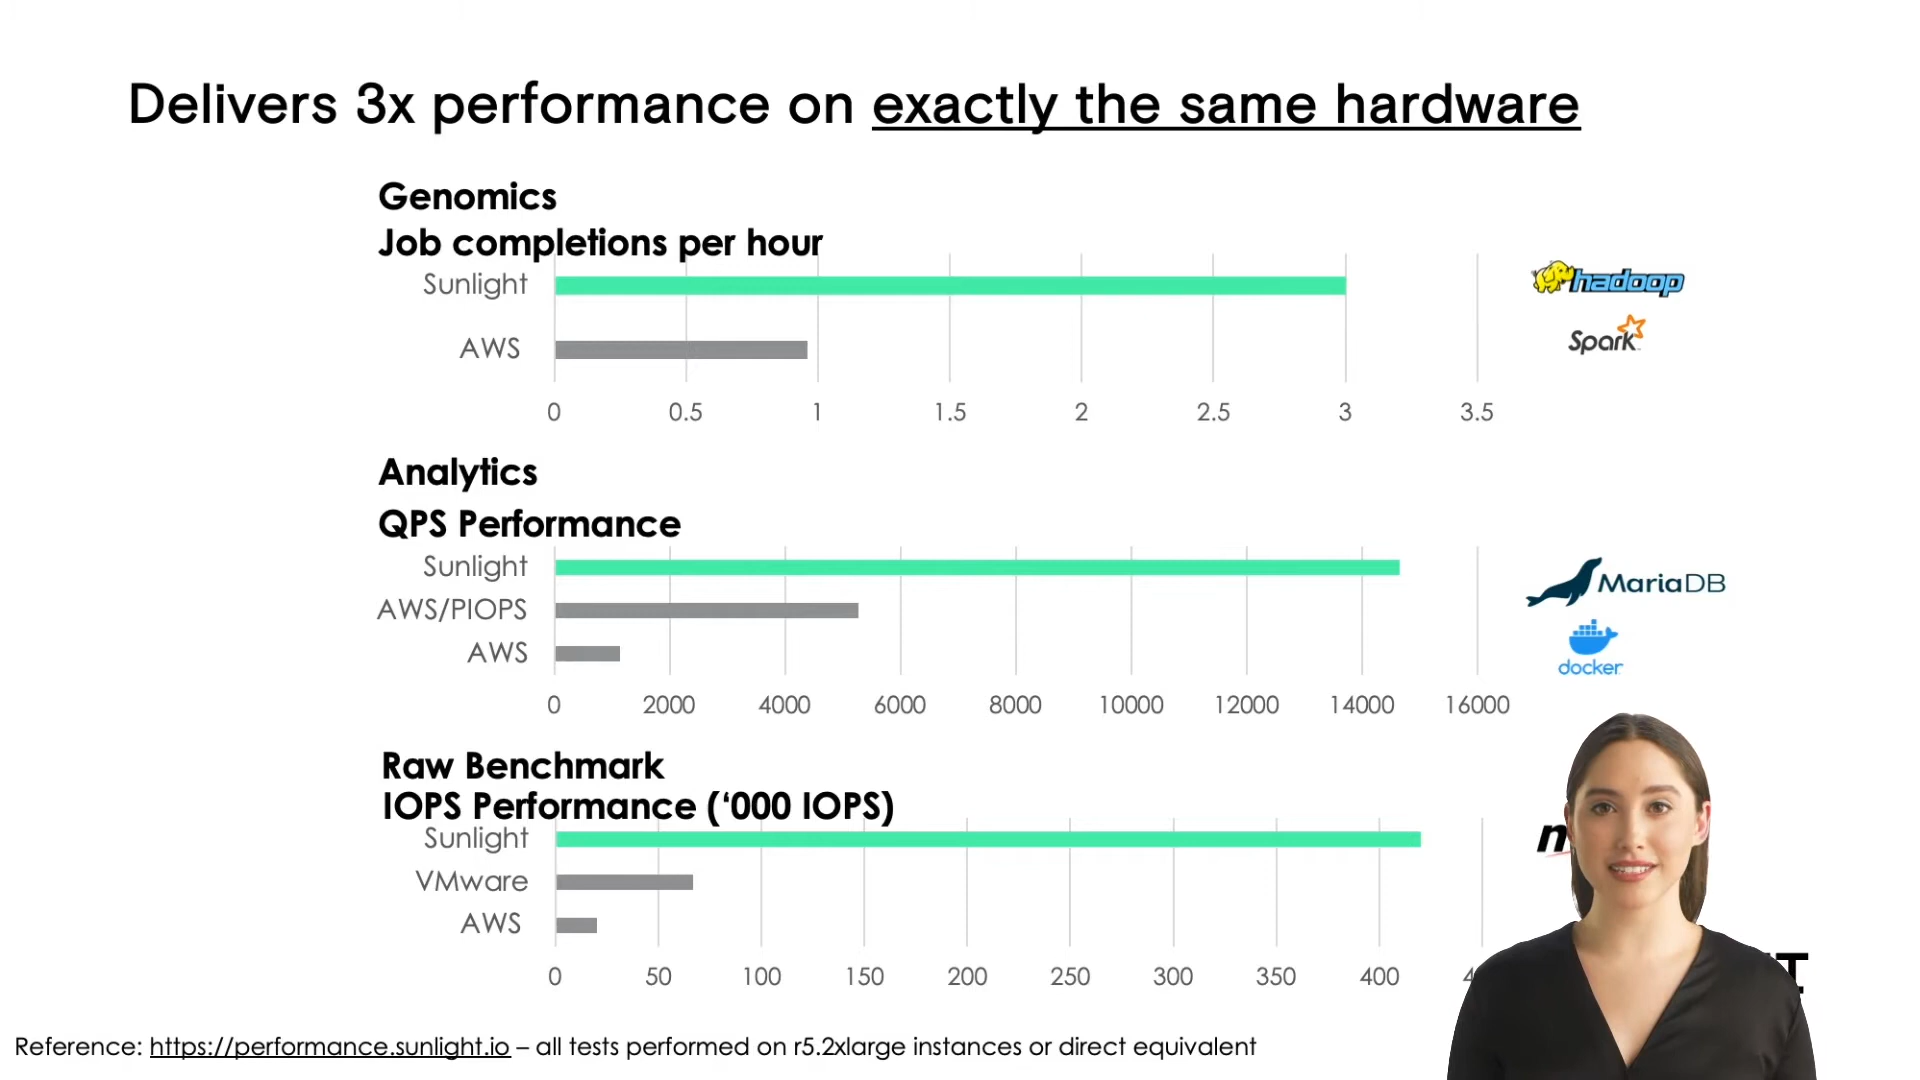 Delivers 3x performance on exactly the same hardware
Genomics
Job completions per hour
Sunlight
AWS
0 0.5 1 1.5 2 2.5 3 3.5
hadoop
Spark
Analytics
QPS Performance
Sunlight
AWS/PIOPS
AWS
0 2000 4000 6000 8000 10000 12000 14000 16000
MariaDB
docker
Raw Benchmark
IOPS Performance (‘000 IOPS)
Sunlight
VMware
AWS
0 50 100 150 200 250 300 350 400
Reference: https://performance.sunlight.io – all tests performed on r5.2xlarge instances or direct equivalent